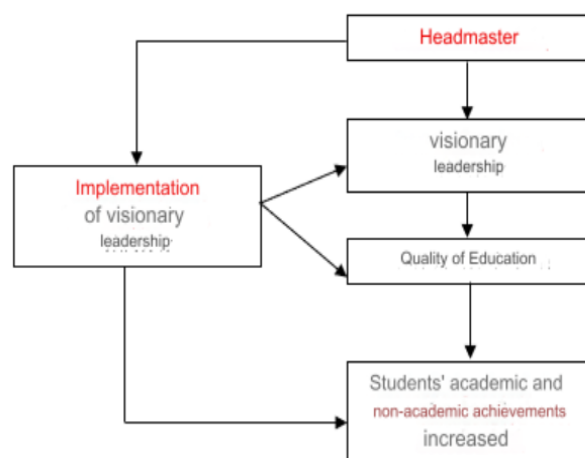 Headmaster
visionary
leadership
Implementation
of visionary
leadership
Quality of Education
Students' academic and
non-academic achievements
increased